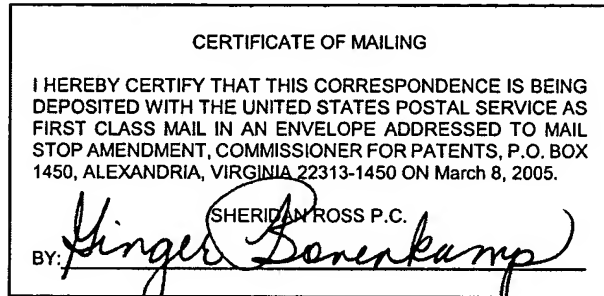 CERTIFICATE OF MAILING
I HEREBY CERTIFY THAT THIS CORRESPONDENCE IS BEING
DEPOSITED WITH THE UNITED STATES POSTAL SERVICE AS
FIRST CLASS MAIL IN AN ENVELOPE ADDRESSED TO MAIL
STOP AMENDMENT, COMMISSIONER FOR PATENTS, P.O. BOX
1450, ALEXANDRIA, VIRGINIA 22313-1450 ON March 8, 2005.
SHERIDAN ROSS P.C.
BY: Ginger Bonenkamp